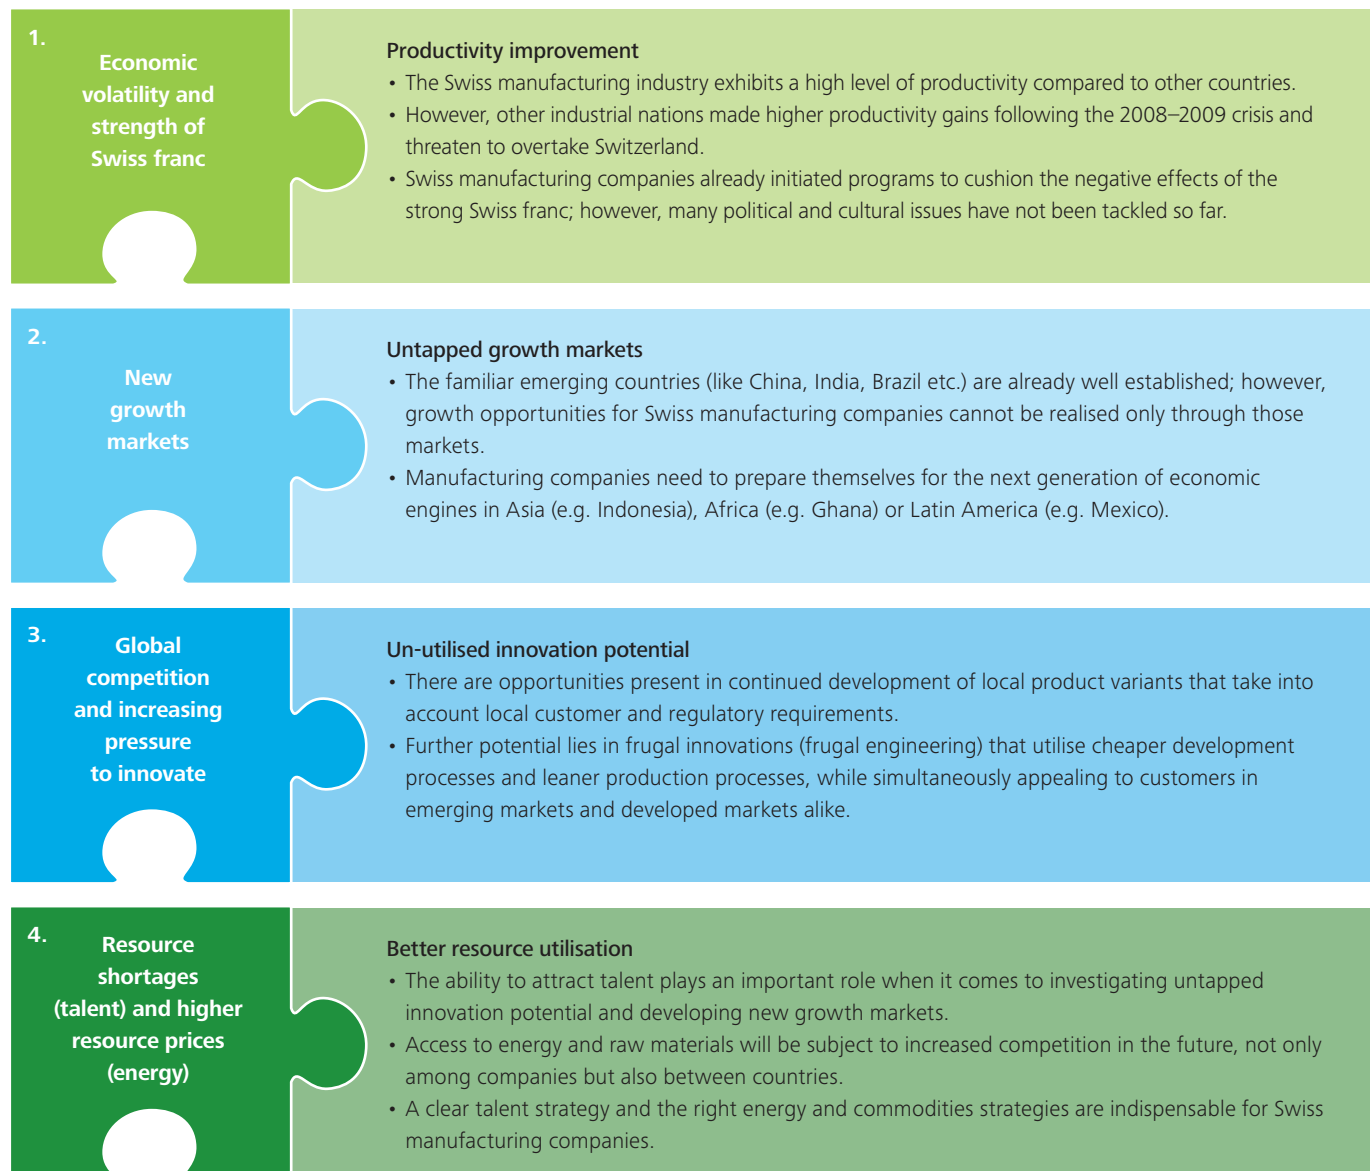 1.
Economic
volatility and
strength of
Swiss franc
Productivity improvement
• The Swiss manufacturing industry exhibits a high level of productivity compared to other countries.
• However, other industrial nations made higher productivity gains following the 2008–2009 crisis and
threaten to overtake Switzerland.
• Swiss manufacturing companies already initiated programs to cushion the negative effects of the
strong Swiss franc; however, many political and cultural issues have not been tackled so far.
2.
New
growth
markets
Untapped growth markets
• The familiar emerging countries (like China, India, Brazil etc.) are already well established; however,
growth opportunities for Swiss manufacturing companies cannot be realised only through those
markets.
• Manufacturing companies need to prepare themselves for the next generation of economic
engines in Asia (e.g. Indonesia), Africa (e.g. Ghana) or Latin America (e.g. Mexico).
3.
Global
competition
and increasing
pressure
to innovate
Un-utilised innovation potential
• There are opportunities present in continued development of local product variants that take into
account local customer and regulatory requirements.
• Further potential lies in frugal innovations (frugal engineering) that utilise cheaper development
processes and leaner production processes, while simultaneously appealing to customers in
emerging markets and developed markets alike.
4.
Resource
shortages
(talent) and higher
resource prices
(energy)
Better resource utilisation
• The ability to attract talent plays an important role when it comes to investigating untapped
innovation potential and developing new growth markets.
• Access to energy and raw materials will be subject to increased competition in the future, not only
among companies but also between countries.
• A clear talent strategy and the right energy and commodities strategies are indispensable for Swiss
manufacturing companies.